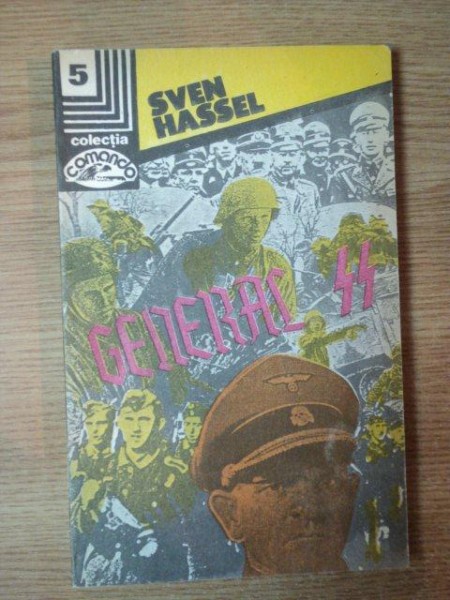 5
colecția
comando
SVEN
HASSEL
GENERAL SS